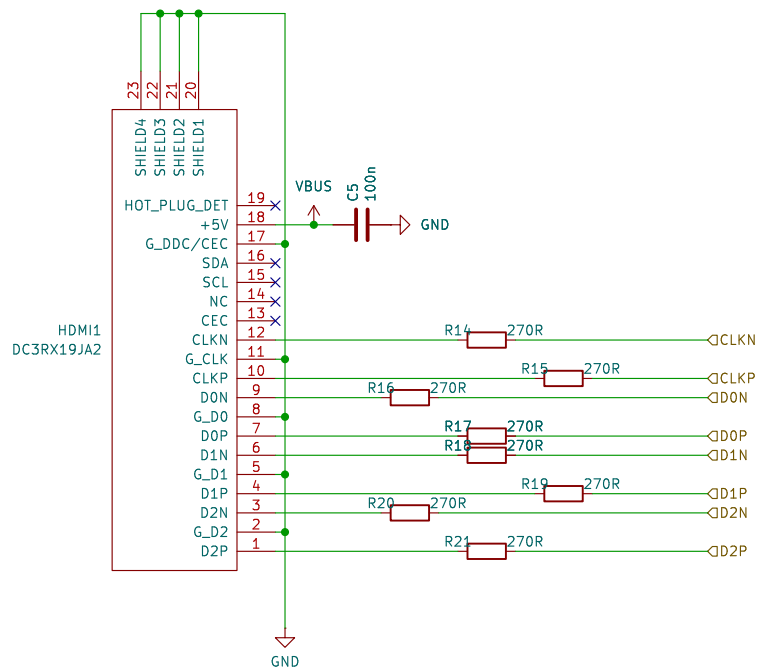 23
22
21
20
SHIELD4
SHIELD3
SHIELD2
SHIELD1
VBUS
C5
100n
HOT_PLUG_DET 19
+5V 18
GND
G_DDC/CEC 17
SDA 16
SCL 15
NC 14
CEC 13
HDMI1
DC3RX19JA2
CLKN 12 R14 270R CLKN
G_CLK 11
CLKP 10 R15 270R CLKP
D0N 9 R16 270R D0N
G_D0 8
D0P 7 R17 270R D0P
D1N 6 R18 270R D1N
G_D1 5
D1P 4 R19 270R D1P
D2N 3 R20 270R D2N
G_D2 2
D2P 1 R21 270R D2P
GND